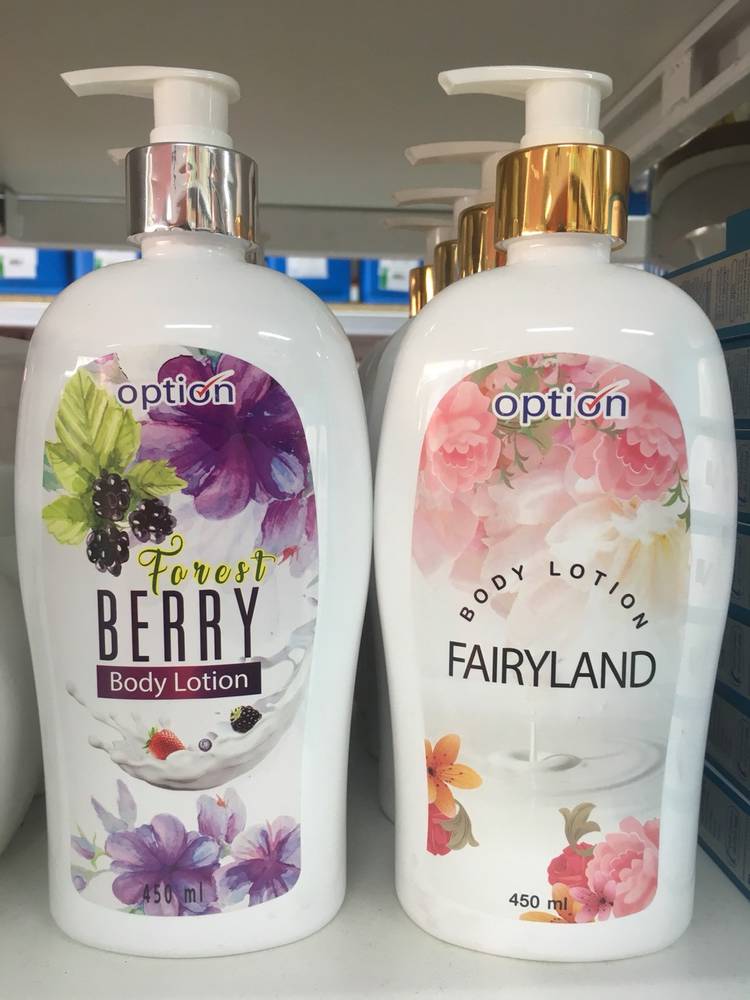 option
Forest
BERRY
Body Lotion
450 ml
option
BODY LOTION
FAIRYLAND
450 ml